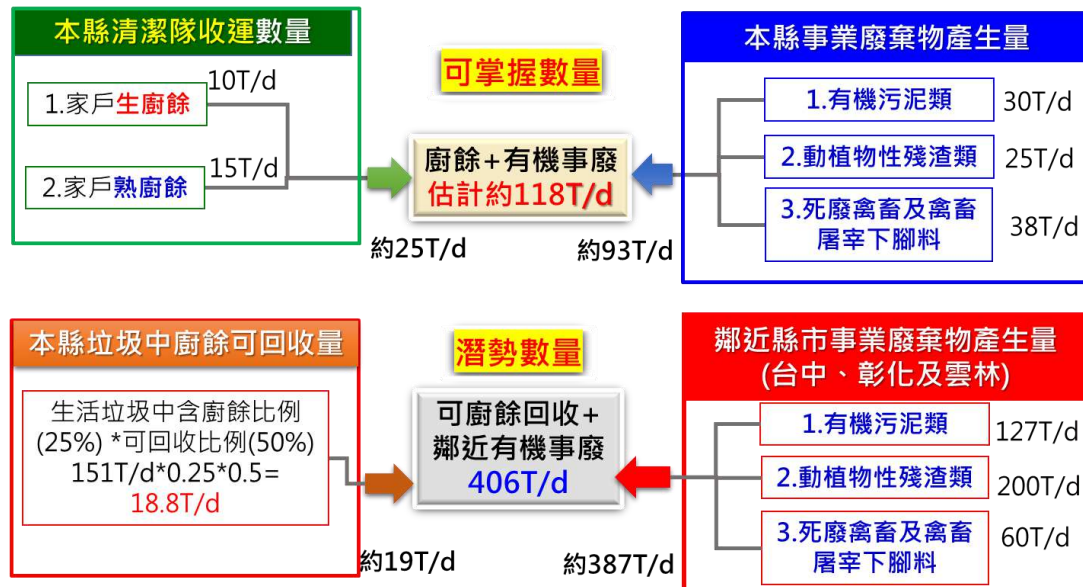 本縣清潔隊收運數量
10T/d
1.家戶生廚餘
15T/d
2.家戶熟廚餘
約25T/d
可掌握數量
廚餘+有機事廢
估計約118T/d
約93T/d
本縣事業廢棄物產生量
1.有機污泥類
30T/d
2.動植物性殘渣類
25T/d
3.死廢禽畜及禽畜
屠宰下腳料
38T/d
本縣垃圾中廚餘可回收量
生活垃圾中含廚餘比例
(25%) *可回收比例(50%)
151T/d*0.25*0.5=
18.8T/d
約19T/d
潛勢數量
可廚餘回收+
鄰近有機事廢
406T/d
約387T/d
鄰近縣市事業廢棄物產生量
(台中、彰化及雲林)
1.有機污泥類
127T/d
2.動植物性殘渣類
200T/d
3.死廢禽畜及禽畜
屠宰下腳料
60T/d